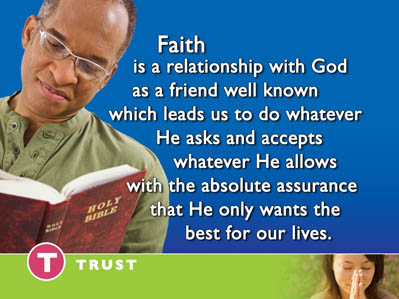 Faith
is a relationship with God
as a friend well known
which leads us to do whatever
He asks and accepts
whatever He allows
with the absolute assurance
that He only wants the
best for our lives.
HOLY
BIBLE
HOLY
BIBLE
T TRUST